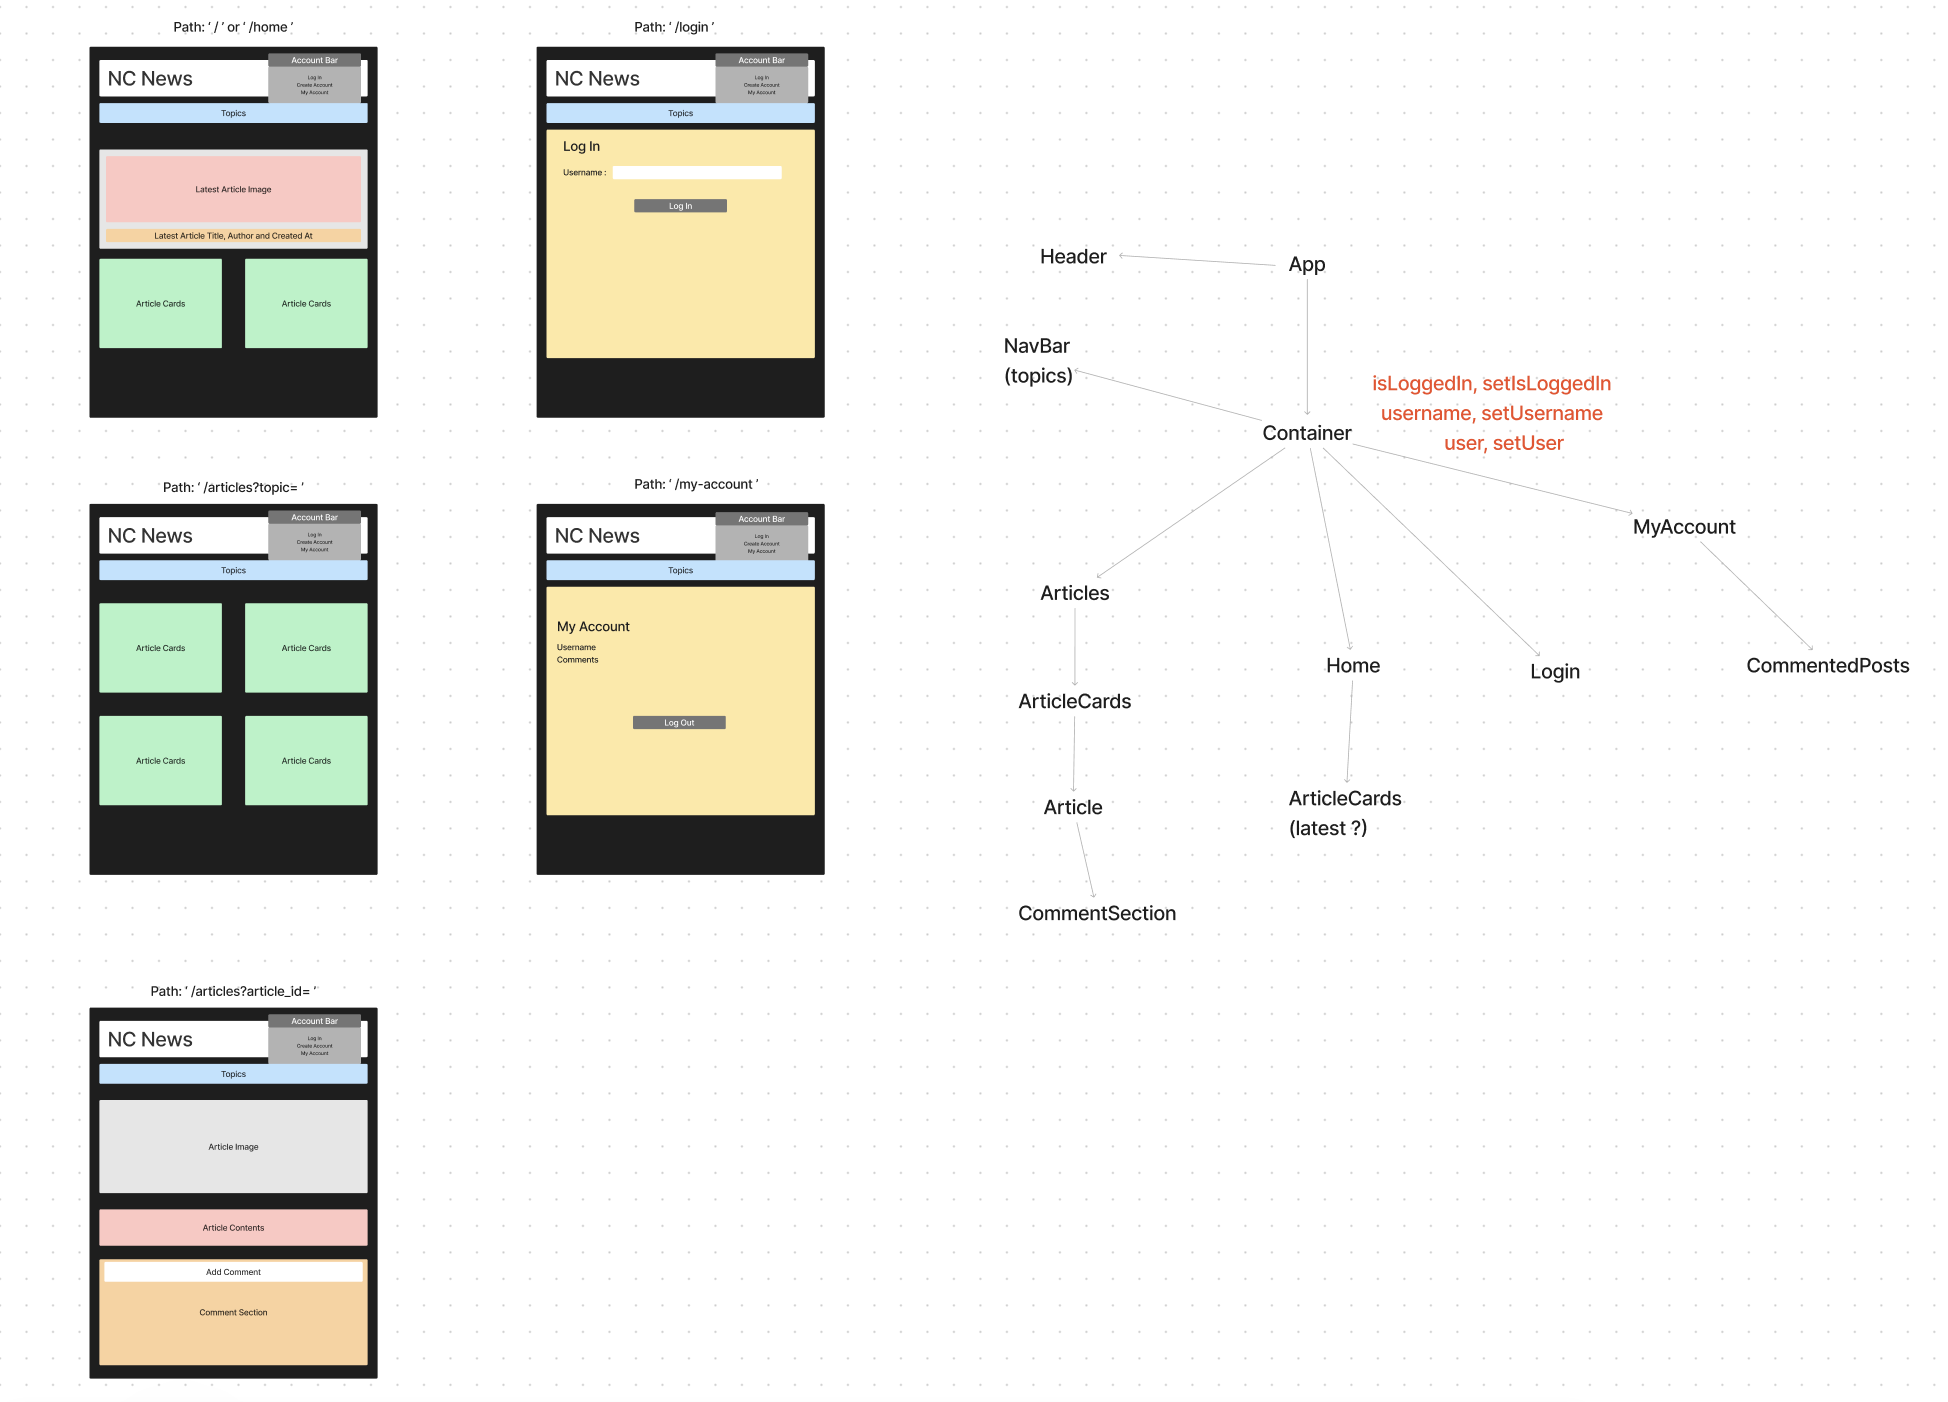 Path: ‘ / ’ or ‘ /home ’
NC News
Account Bar
Log In
Create Account
My Account
Topics
Latest Article Image
Latest Article Title, Author and Created At
Article Cards
Article Cards
Path: ‘ /login ’
NC News
Account Bar
Log In
Create Account
My Account
Topics
Log In
Username :
Log In
Path: ‘ /articles?topic= ’
NC News
Account Bar
Log In
Create Account
My Account
Topics
Article Cards
Article Cards
Article Cards
Article Cards
Path: ‘ /my-account ’
NC News
Account Bar
Log In
Create Account
My Account
Topics
My Account
Username
Comments
Log Out
Path: ‘ /articles?article_id= ’
NC News
Account Bar
Log In
Create Account
My Account
Topics
Article Image
Article Contents
Add Comment
Comment Section
Header
App
NavBar
(topics)
isLoggedIn, setIsLoggedIn
username, setUsername
user, setUser
Container
MyAccount
Articles
Home
Login
CommentedPosts
ArticleCards
Article
ArticleCards
(latest ?)
CommentSection